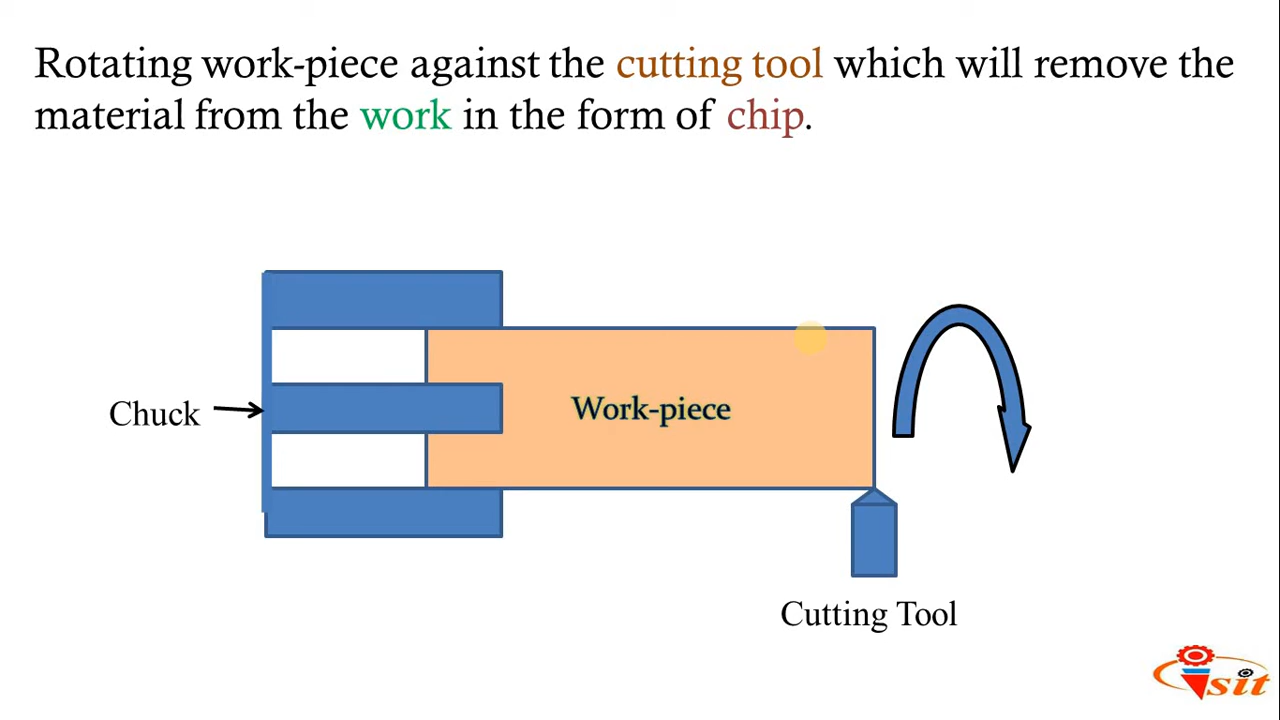 Rotating work-piece against the cutting tool which will remove the
material from the work in the form of chip.
Chuck
Work-piece
Cutting Tool
sit